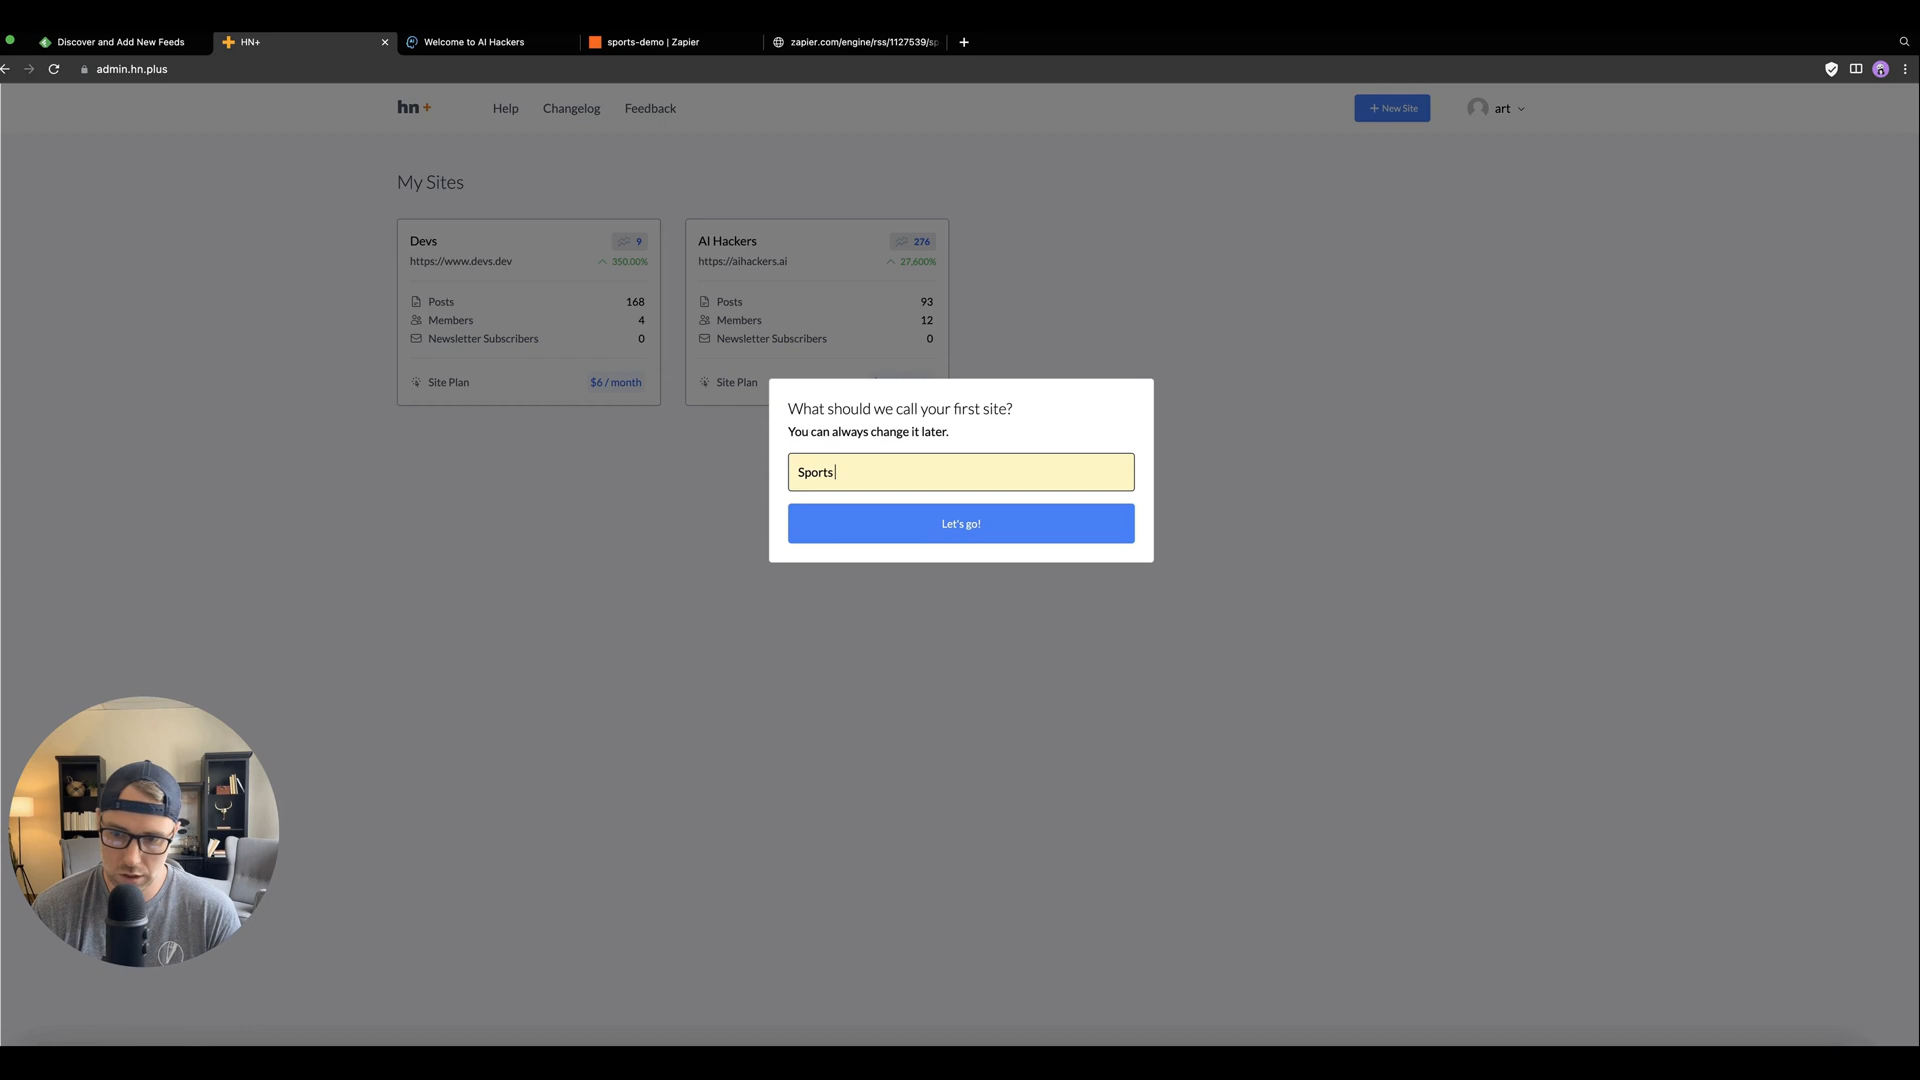 Discover and Add New Feeds
HN+
Welcome to AI Hackers
sports-demo | Zapier
zapier.com/engine/rss/1127539/sp
admin.hn.plus
hn +
Help
Changelog
Feedback
+ New Site
art
My Sites
Devs
9
https://www.devs.dev
350.00%
Posts
168
Members
4
Newsletter Subscribers
0
Site Plan
$6 / month
AI Hackers
276
https://aihackers.ai
27,600%
Posts
93
Members
12
Newsletter Subscribers
0
Site Plan
What should we call your first site?
You can always change it later.
Sports
Let's go!